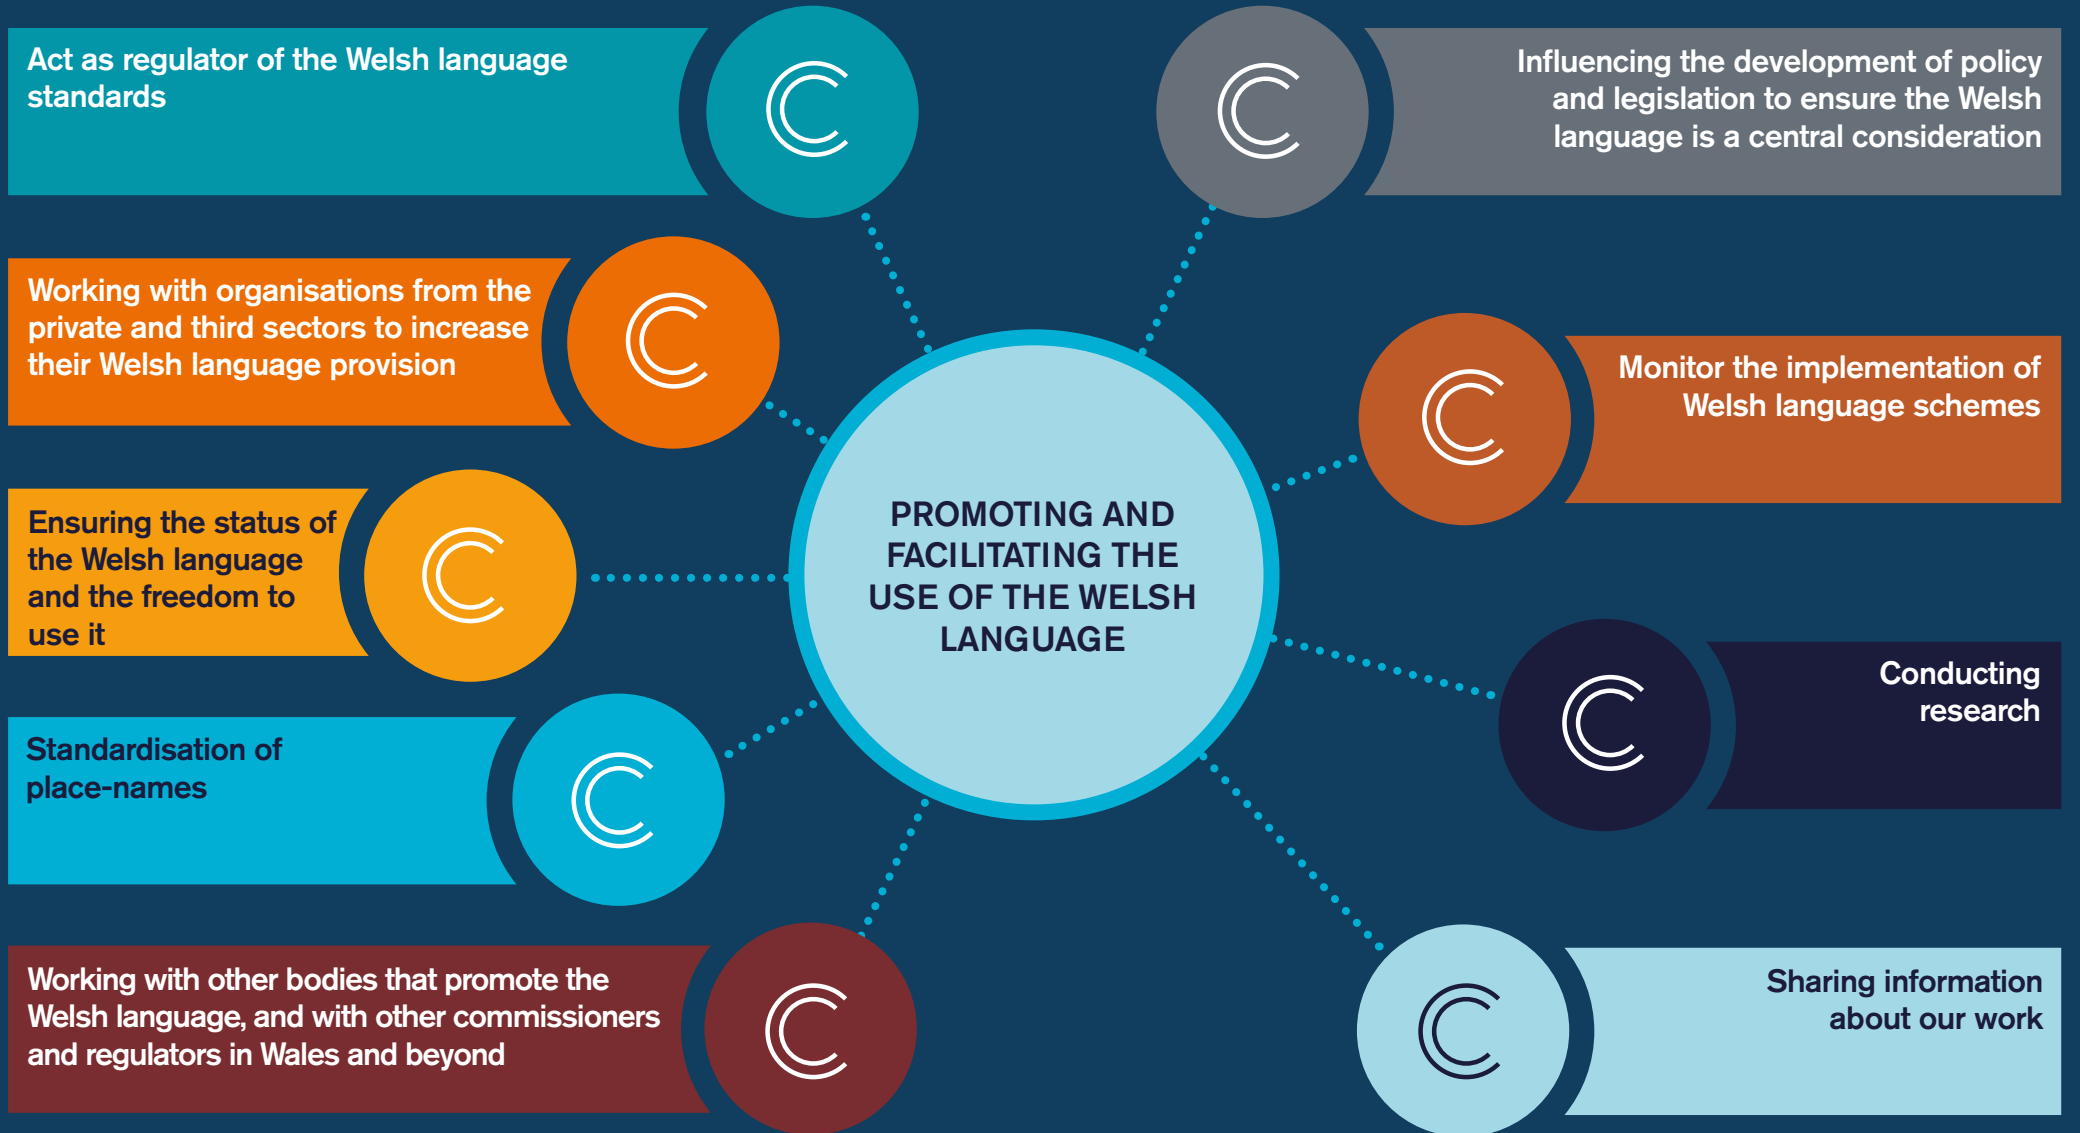 Act as regulator of the Welsh language
standards
Working with organisations from the
private and third sectors to increase
their Welsh language provision
Ensuring the status of
the Welsh language
and the freedom to
use it
Standardisation of
place-names
Working with other bodies that promote the
Welsh language, and with other commissioners
and regulators in Wales and beyond
PROMOTING AND
FACILITATING THE
USE OF THE WELSH
LANGUAGE
Influencing the development of policy
and legislation to ensure the Welsh
language is a central consideration
Monitor the implementation of
Welsh language schemes
Conducting
research
Sharing information
about our work